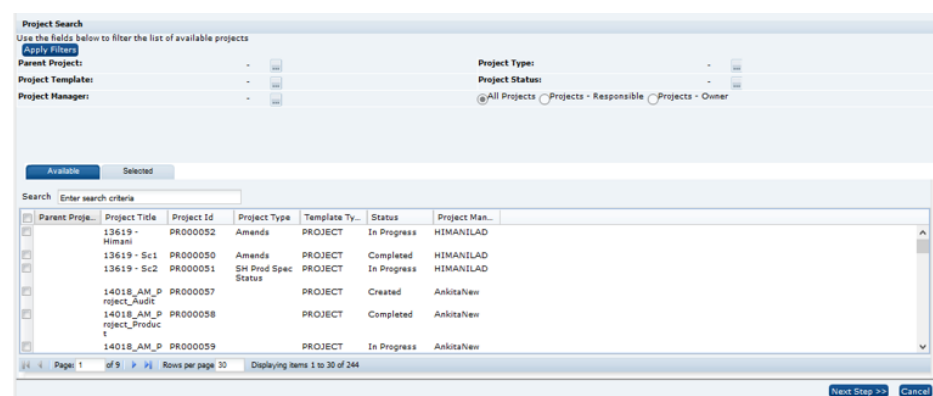 Project Search
Use the fields below to filter the list of available projects
Apply Filters
Parent Project: - ... Project Type: - ...
Project Template: - ... Project Status: - ...
Project Manager: - ... All Projects Projects - Responsible Projects - Owner
Available Selected
Search Enter search criteria
Parent Proje... Project Title Project Id Project Type Template Ty... Status Project Man...
13619 - PR000052 Amends PROJECT In Progress HIMANILAD
Himani
13619 - Sc1 PR000050 Amends PROJECT Completed HIMANILAD
13619 - Sc2 PR000051 SH Prod Spec PROJECT In Progress HIMANILAD
Status
14018_AM_P PR000057 PROJECT Created AnkitaNew
roject_Audit
14018_AM_P PR000058 PROJECT Completed AnkitaNew
roject_Produc
t
14018_AM_P PR000059 PROJECT In Progress AnkitaNew
Page: 1 of 9 Rows per page 30 Displaying items 1 to 30 of 244
Next Step >> Cancel